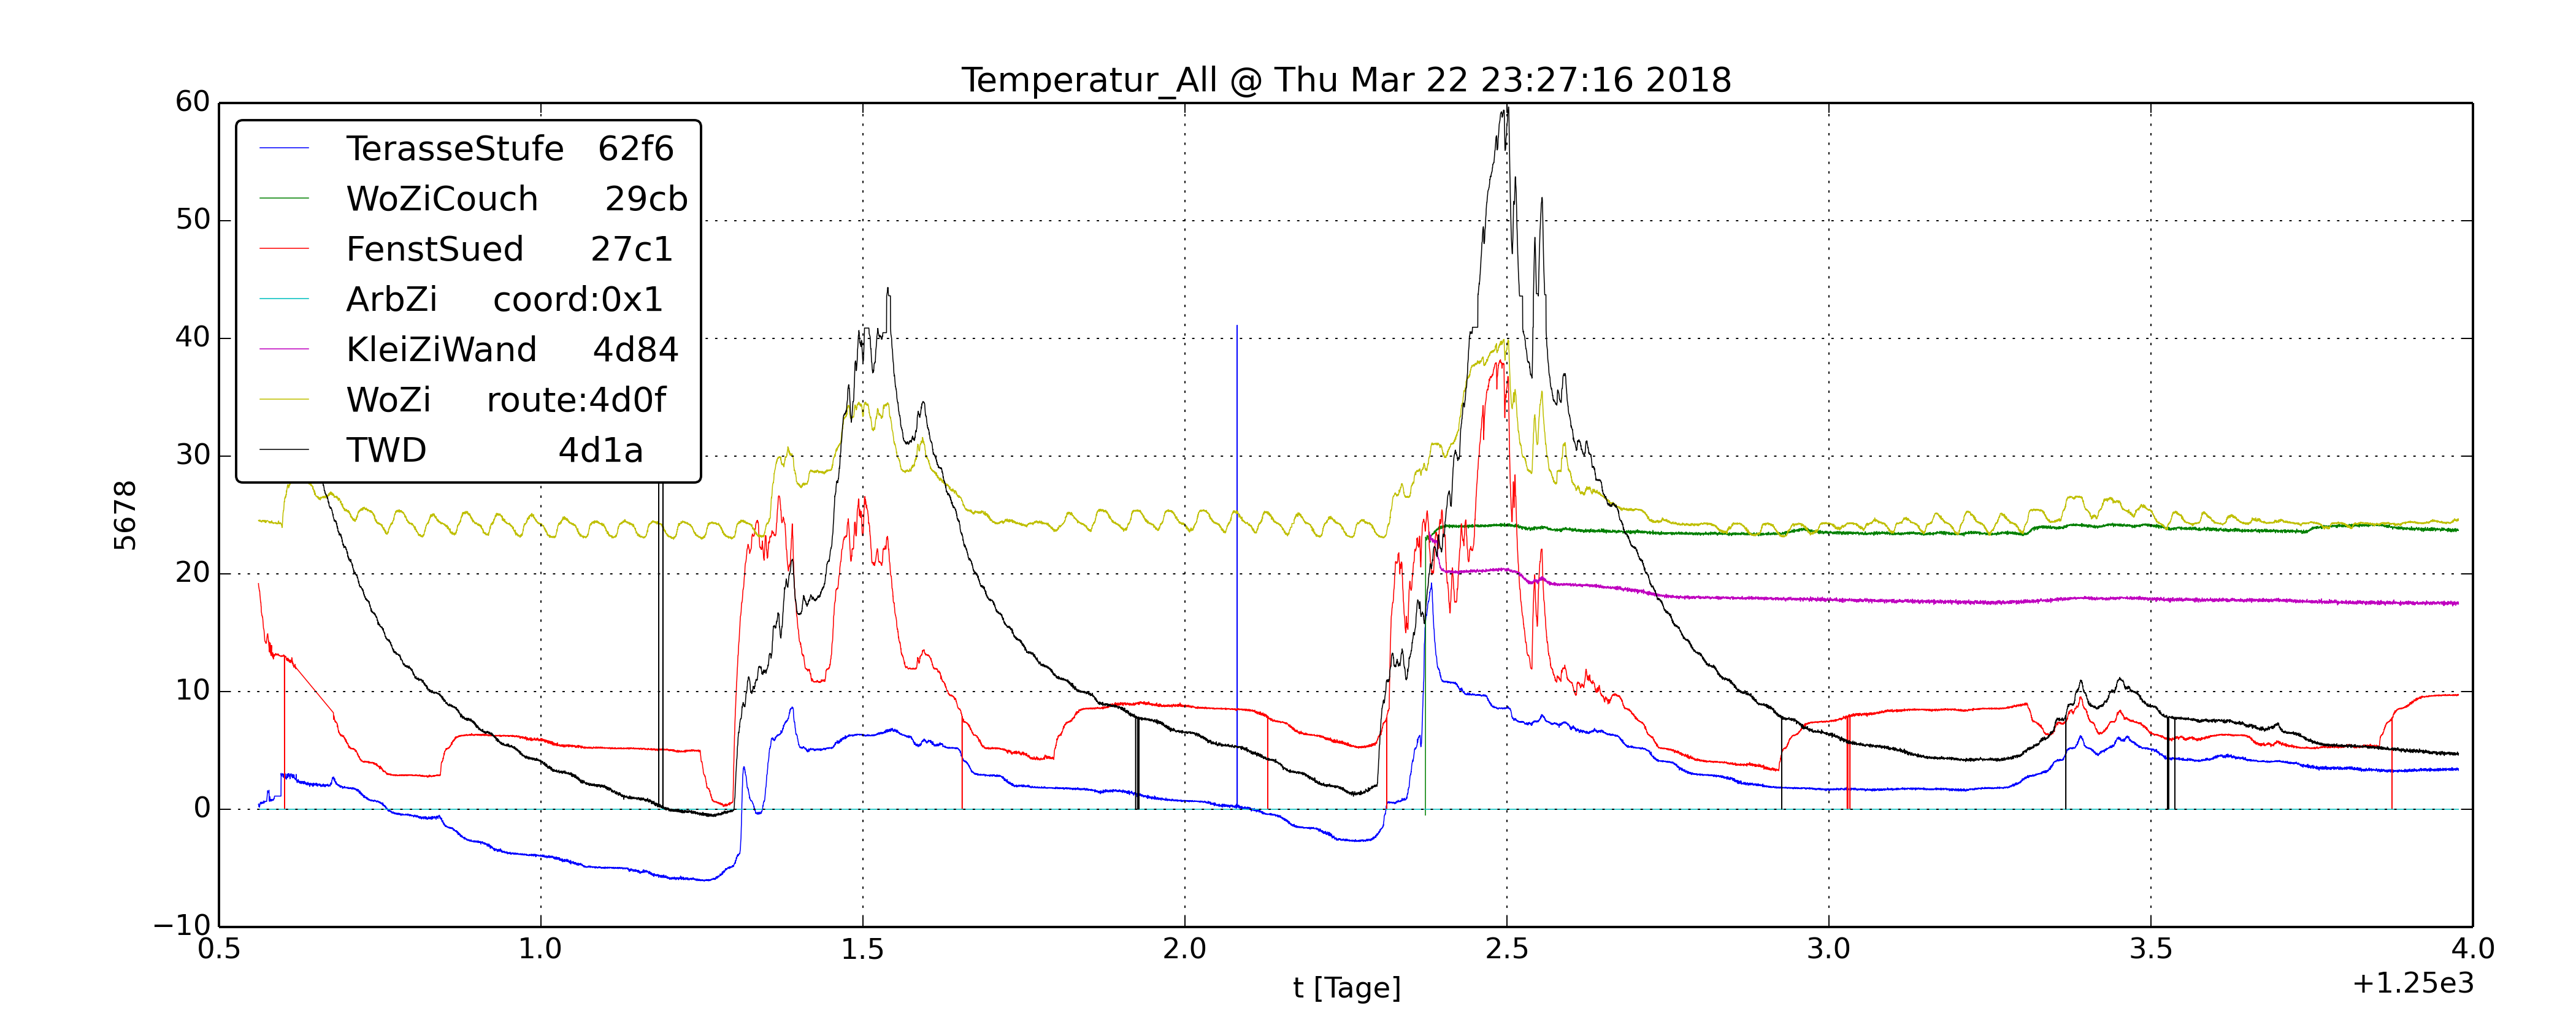 Temperatur_All @ Thu Mar 22 23:27:16 2018
60
50
40
30
20
10
0
−10
5678
TerasseStufe 62f6
WoZiCouch 29cb
FenstSued 27c1
ArbZi coord:0x1
KleiZiWand 4d84
WoZi route:4d0f
TWD 4d1a
0.5 1.0 1.5 2.0 2.5 3.0 3.5 4.0
t [Tage]
+1.25e3